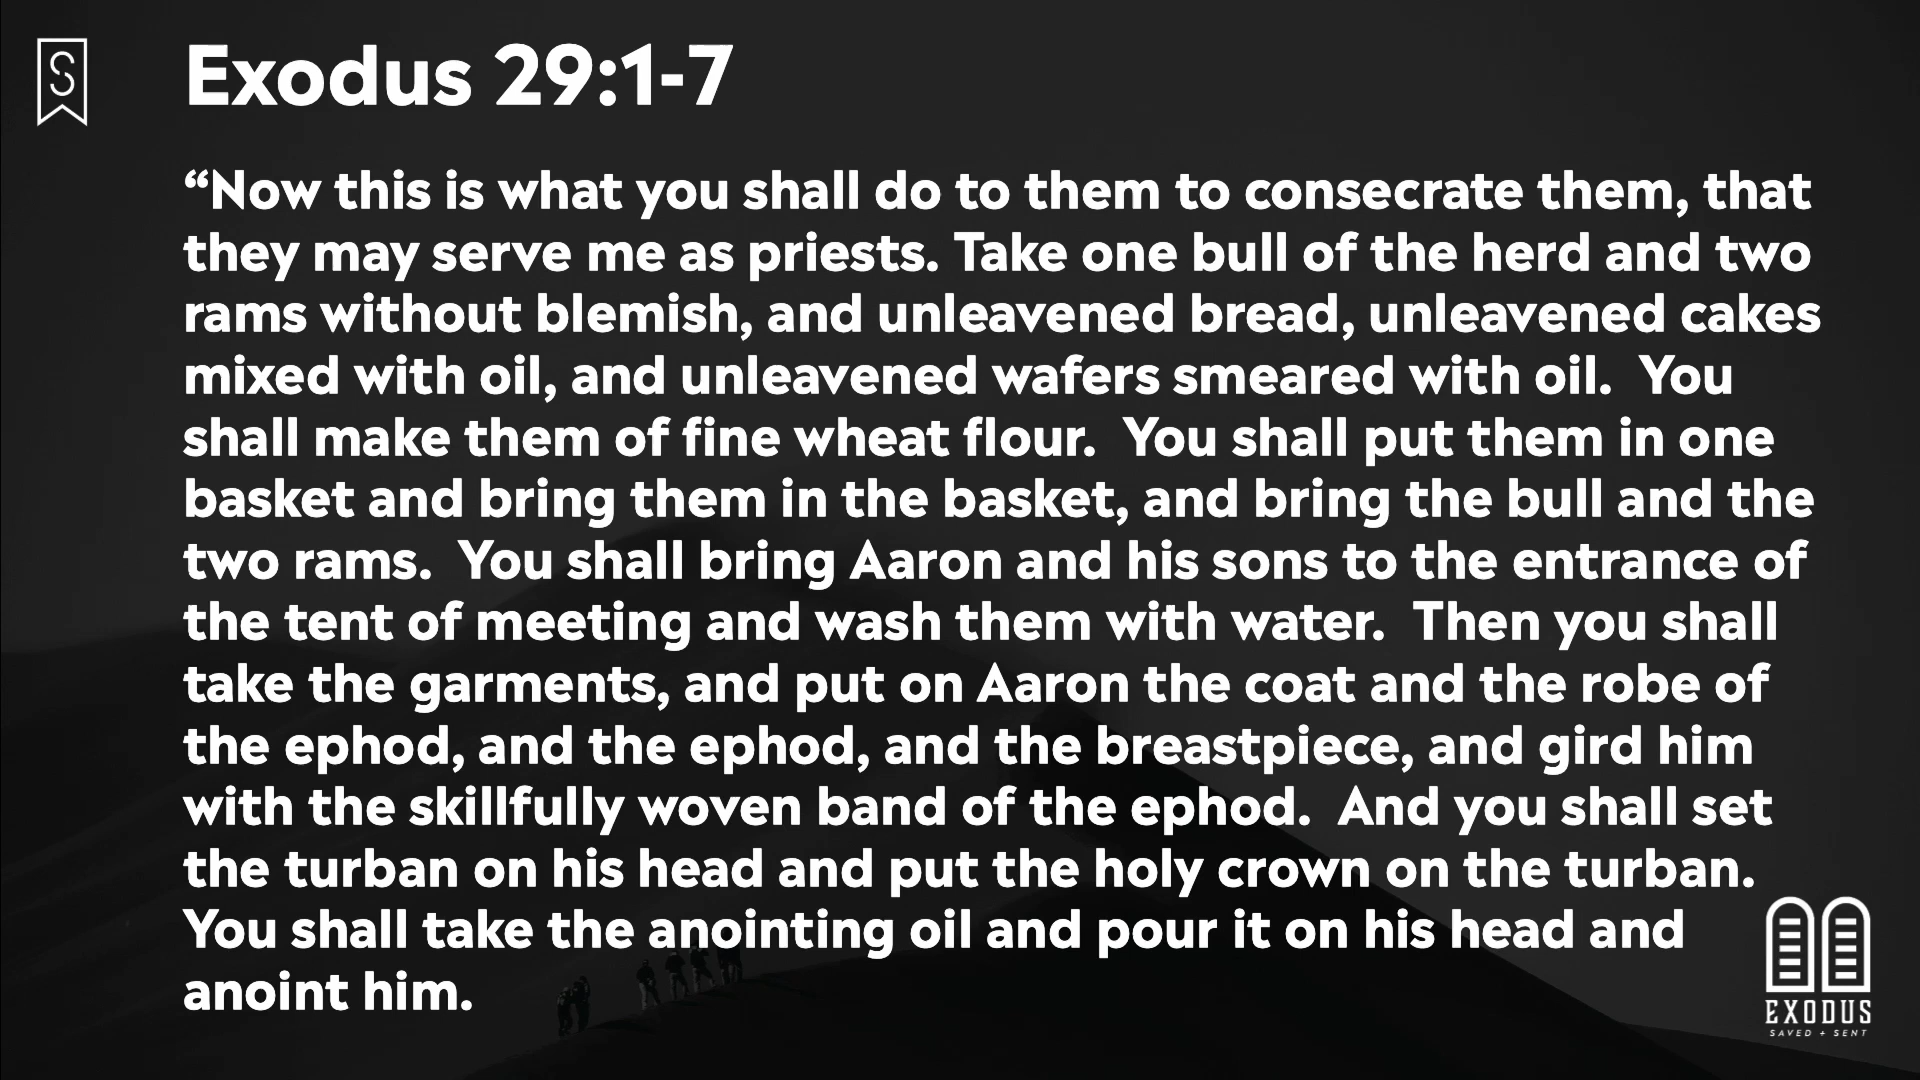 S
Exodus 29:1-7
“Now this is what you shall do to them to consecrate them, that
they may serve me as priests. Take one bull of the herd and two
rams without blemish, and unleavened bread, unleavened cakes
mixed with oil, and unleavened wafers smeared with oil.  You
shall make them of fine wheat flour.  You shall put them in one
basket and bring them in the basket, and bring the bull and the
two rams.  You shall bring Aaron and his sons to the entrance of
the tent of meeting and wash them with water.  Then you shall
take the garments, and put on Aaron the coat and the robe of
the ephod, and the ephod, and the breastpiece, and gird him
with the skillfully woven band of the ephod.  And you shall set
the turban on his head and put the holy crown on the turban.
You shall take the anointing oil and pour it on his head and
anoint him.
EXODUS
SAVED + SENT